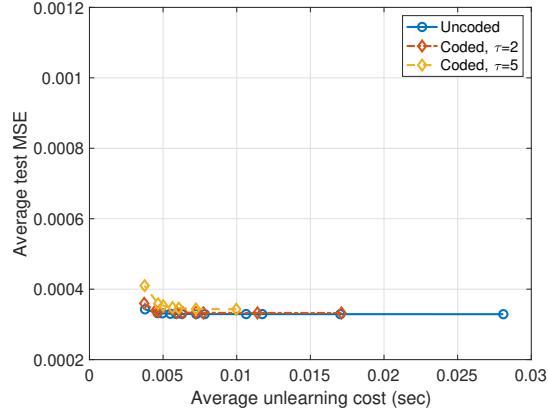 0.0012
0.001
0.0008
0.0006
0.0004
0.0002
Average test MSE
Uncoded
Coded, τ=2
Coded, τ=5
0
0.005
0.01
0.015
0.02
0.025
0.03
Average unlearning cost (sec)